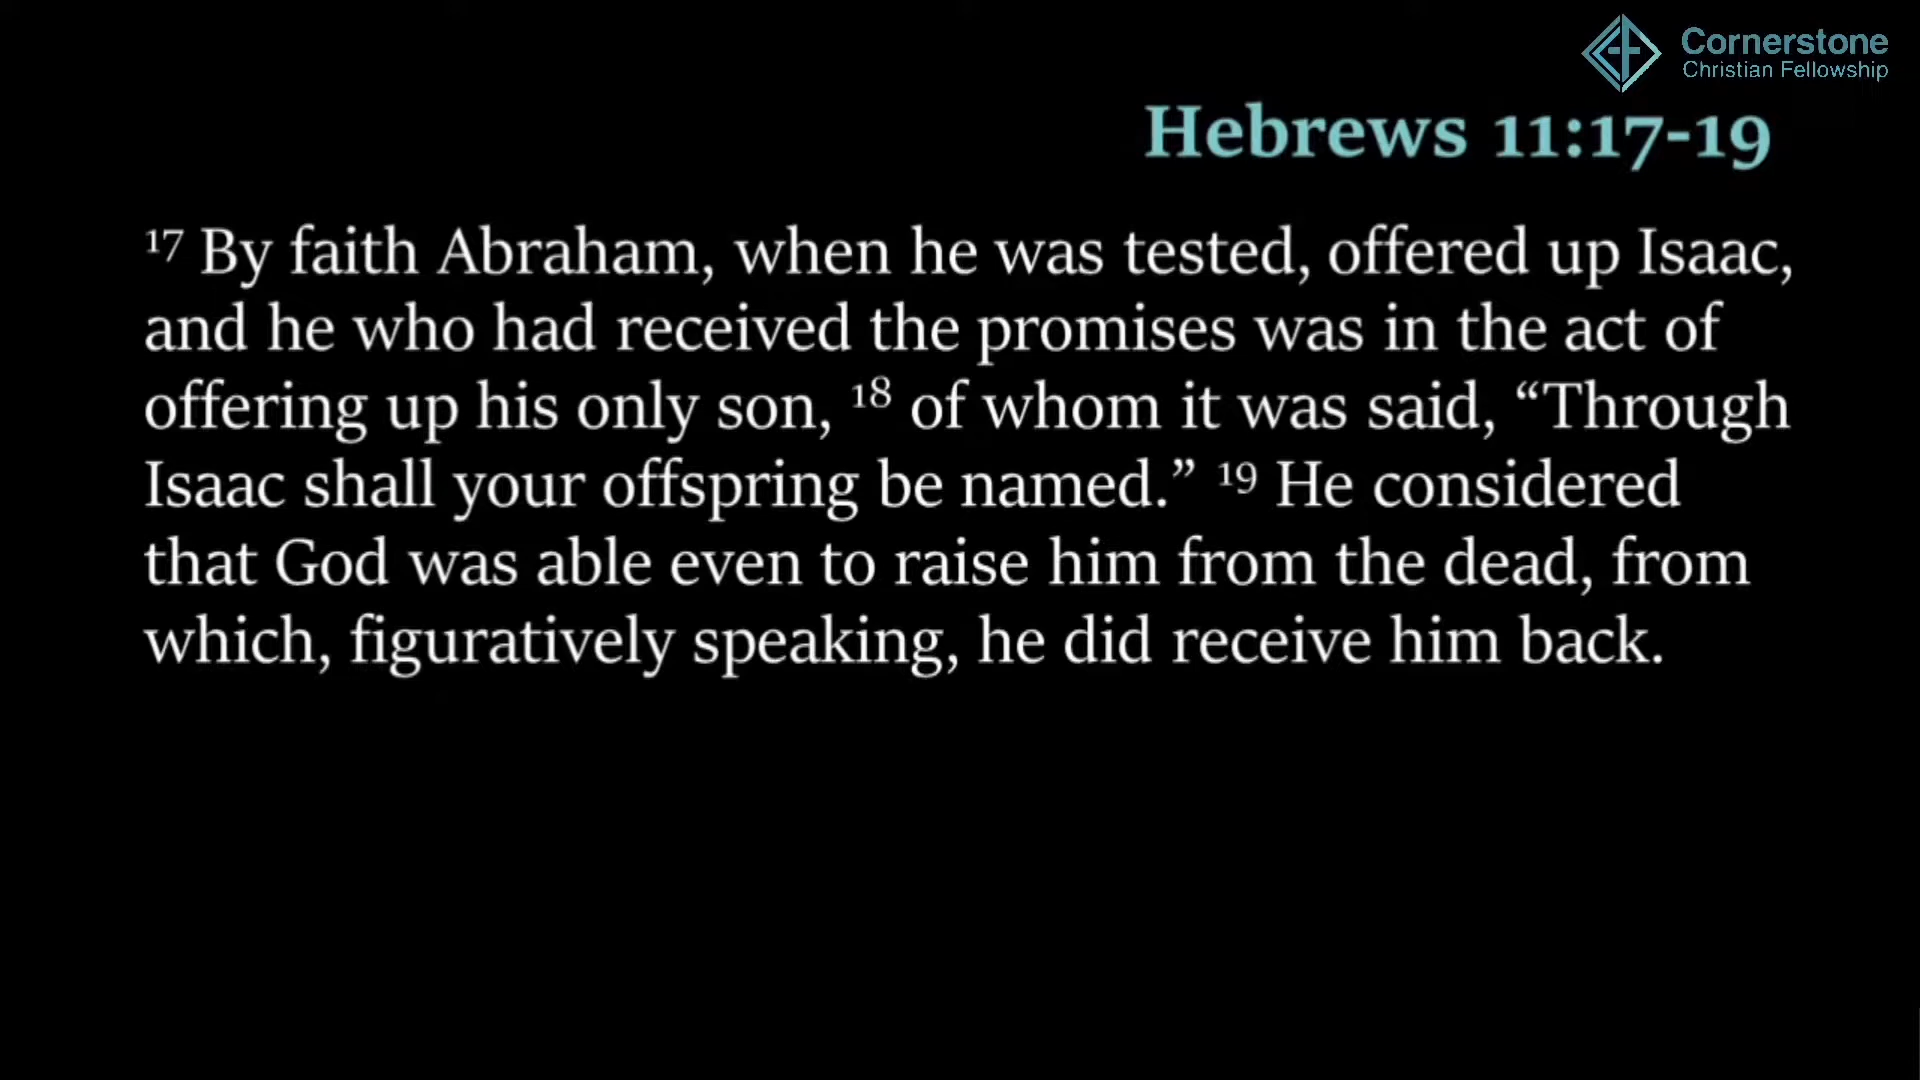 Cornerstone
Christian Fellowship
Hebrews 11:17-19
17 By faith Abraham, when he was tested, offered up Isaac,
and he who had received the promises was in the act of
offering up his only son, 18 of whom it was said, “Through
Isaac shall your offspring be named.” 19 He considered
that God was able even to raise him from the dead, from
which, figuratively speaking, he did receive him back.